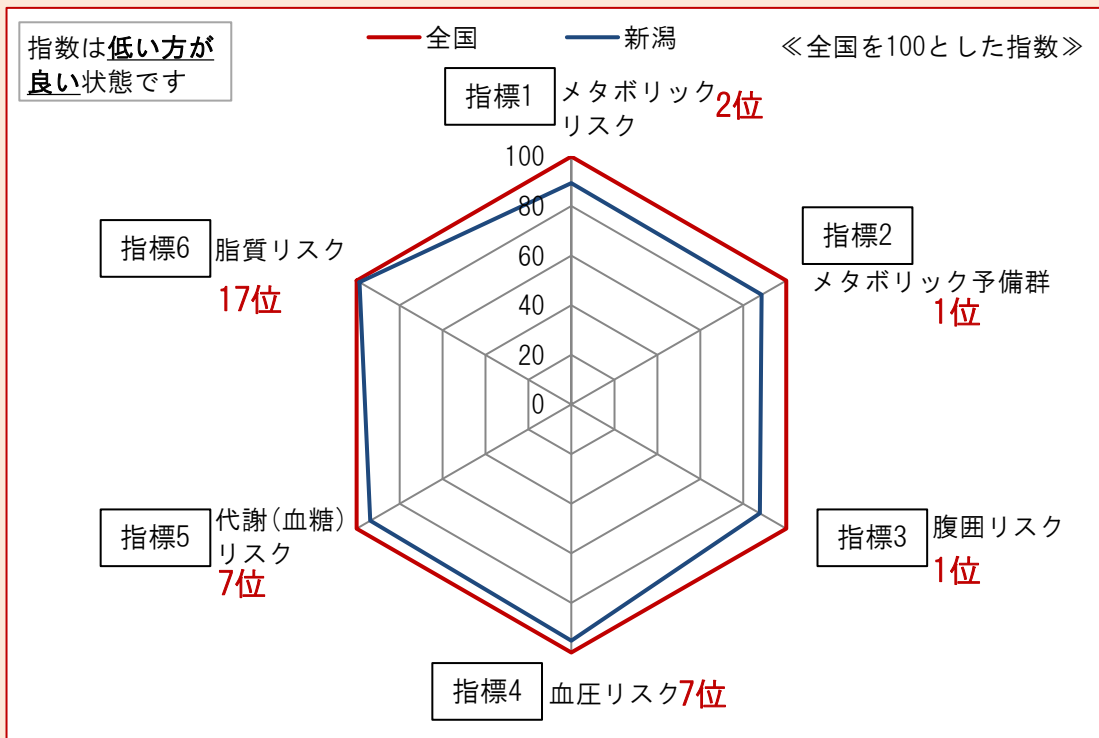 指数は低い方が
良い状態です
全国
新潟
≪全国を100とした指数≫
指標1
メタボリック
リスク
2位
100
80
60
40
20
0
指標2
メタボリック予備群
1位
指標3
腹囲リスク
1位
指標4
血圧リスク7位
指標5
代謝(血糖)
リスク
7位
指標6
脂質リスク
17位